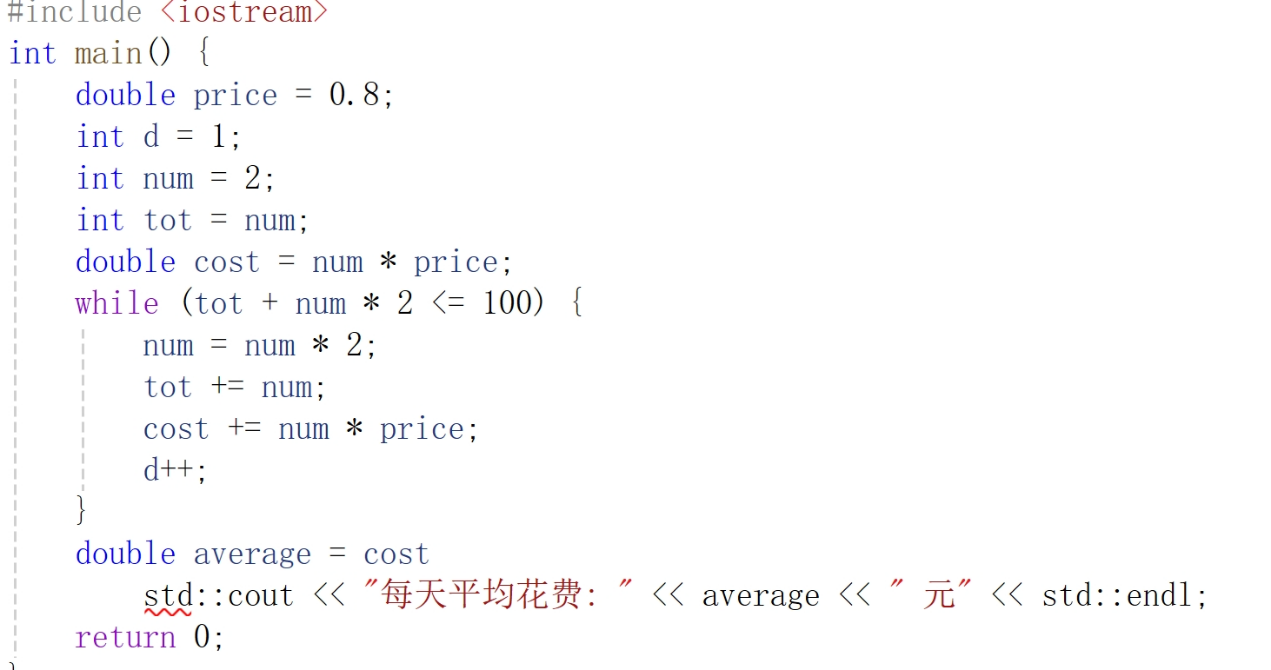 #include <iostream>
int main() {
    double price = 0.8;
    int d = 1;
    int num = 2;
    int tot = num;
    double cost = num * price;
    while (tot + num * 2 <= 100) {
        num = num * 2;
        tot += num;
        cost += num * price;
        d++;
    }
    double average = cost
        std::cout << "每天平均花费: " << average << " 元" << std::endl;
    return 0;
}